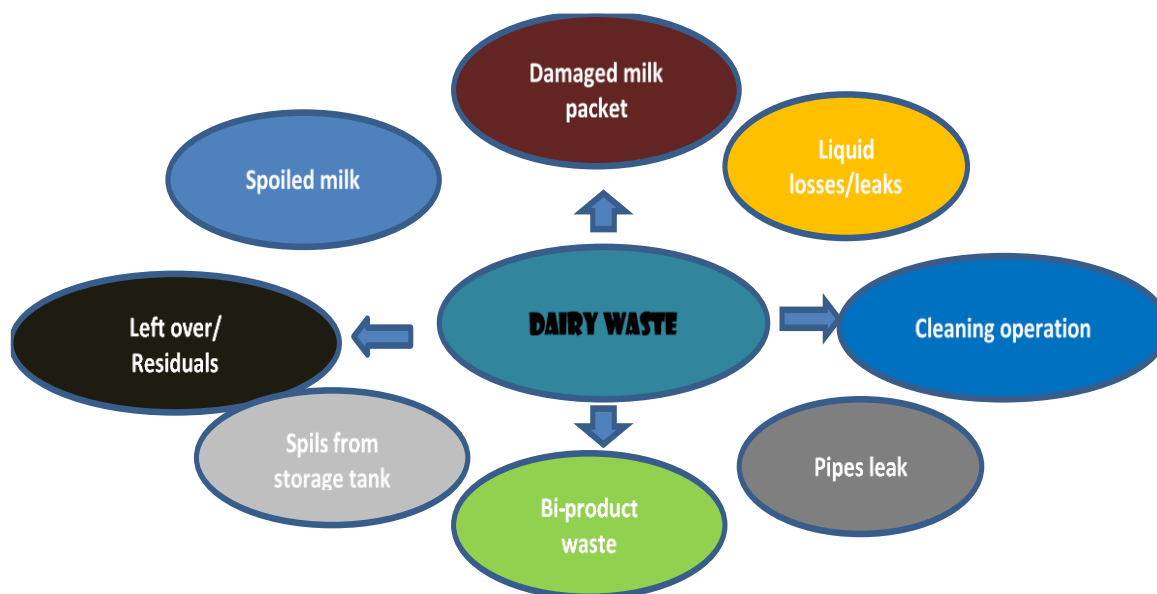 Damaged milk
packet
Liquid
losses/leaks
Spoiled milk
DAIRY WASTE
Cleaning operation
Left over/
Residuals
Spils from
storage tank
Pipes leak
Bi-product
waste